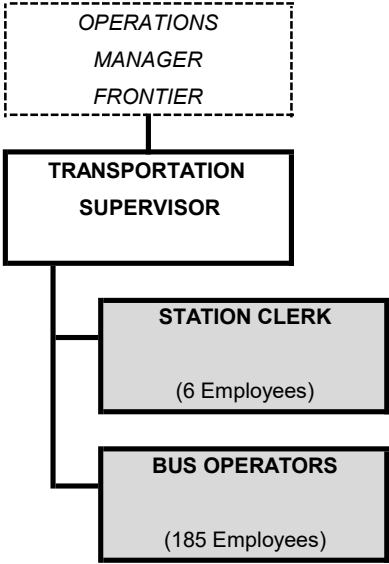 OPERATIONS
MANAGER
FRONTIER
TRANSPORTATION
SUPERVISOR
STATION CLERK
(6 Employees)
BUS OPERATORS
(185 Employees)